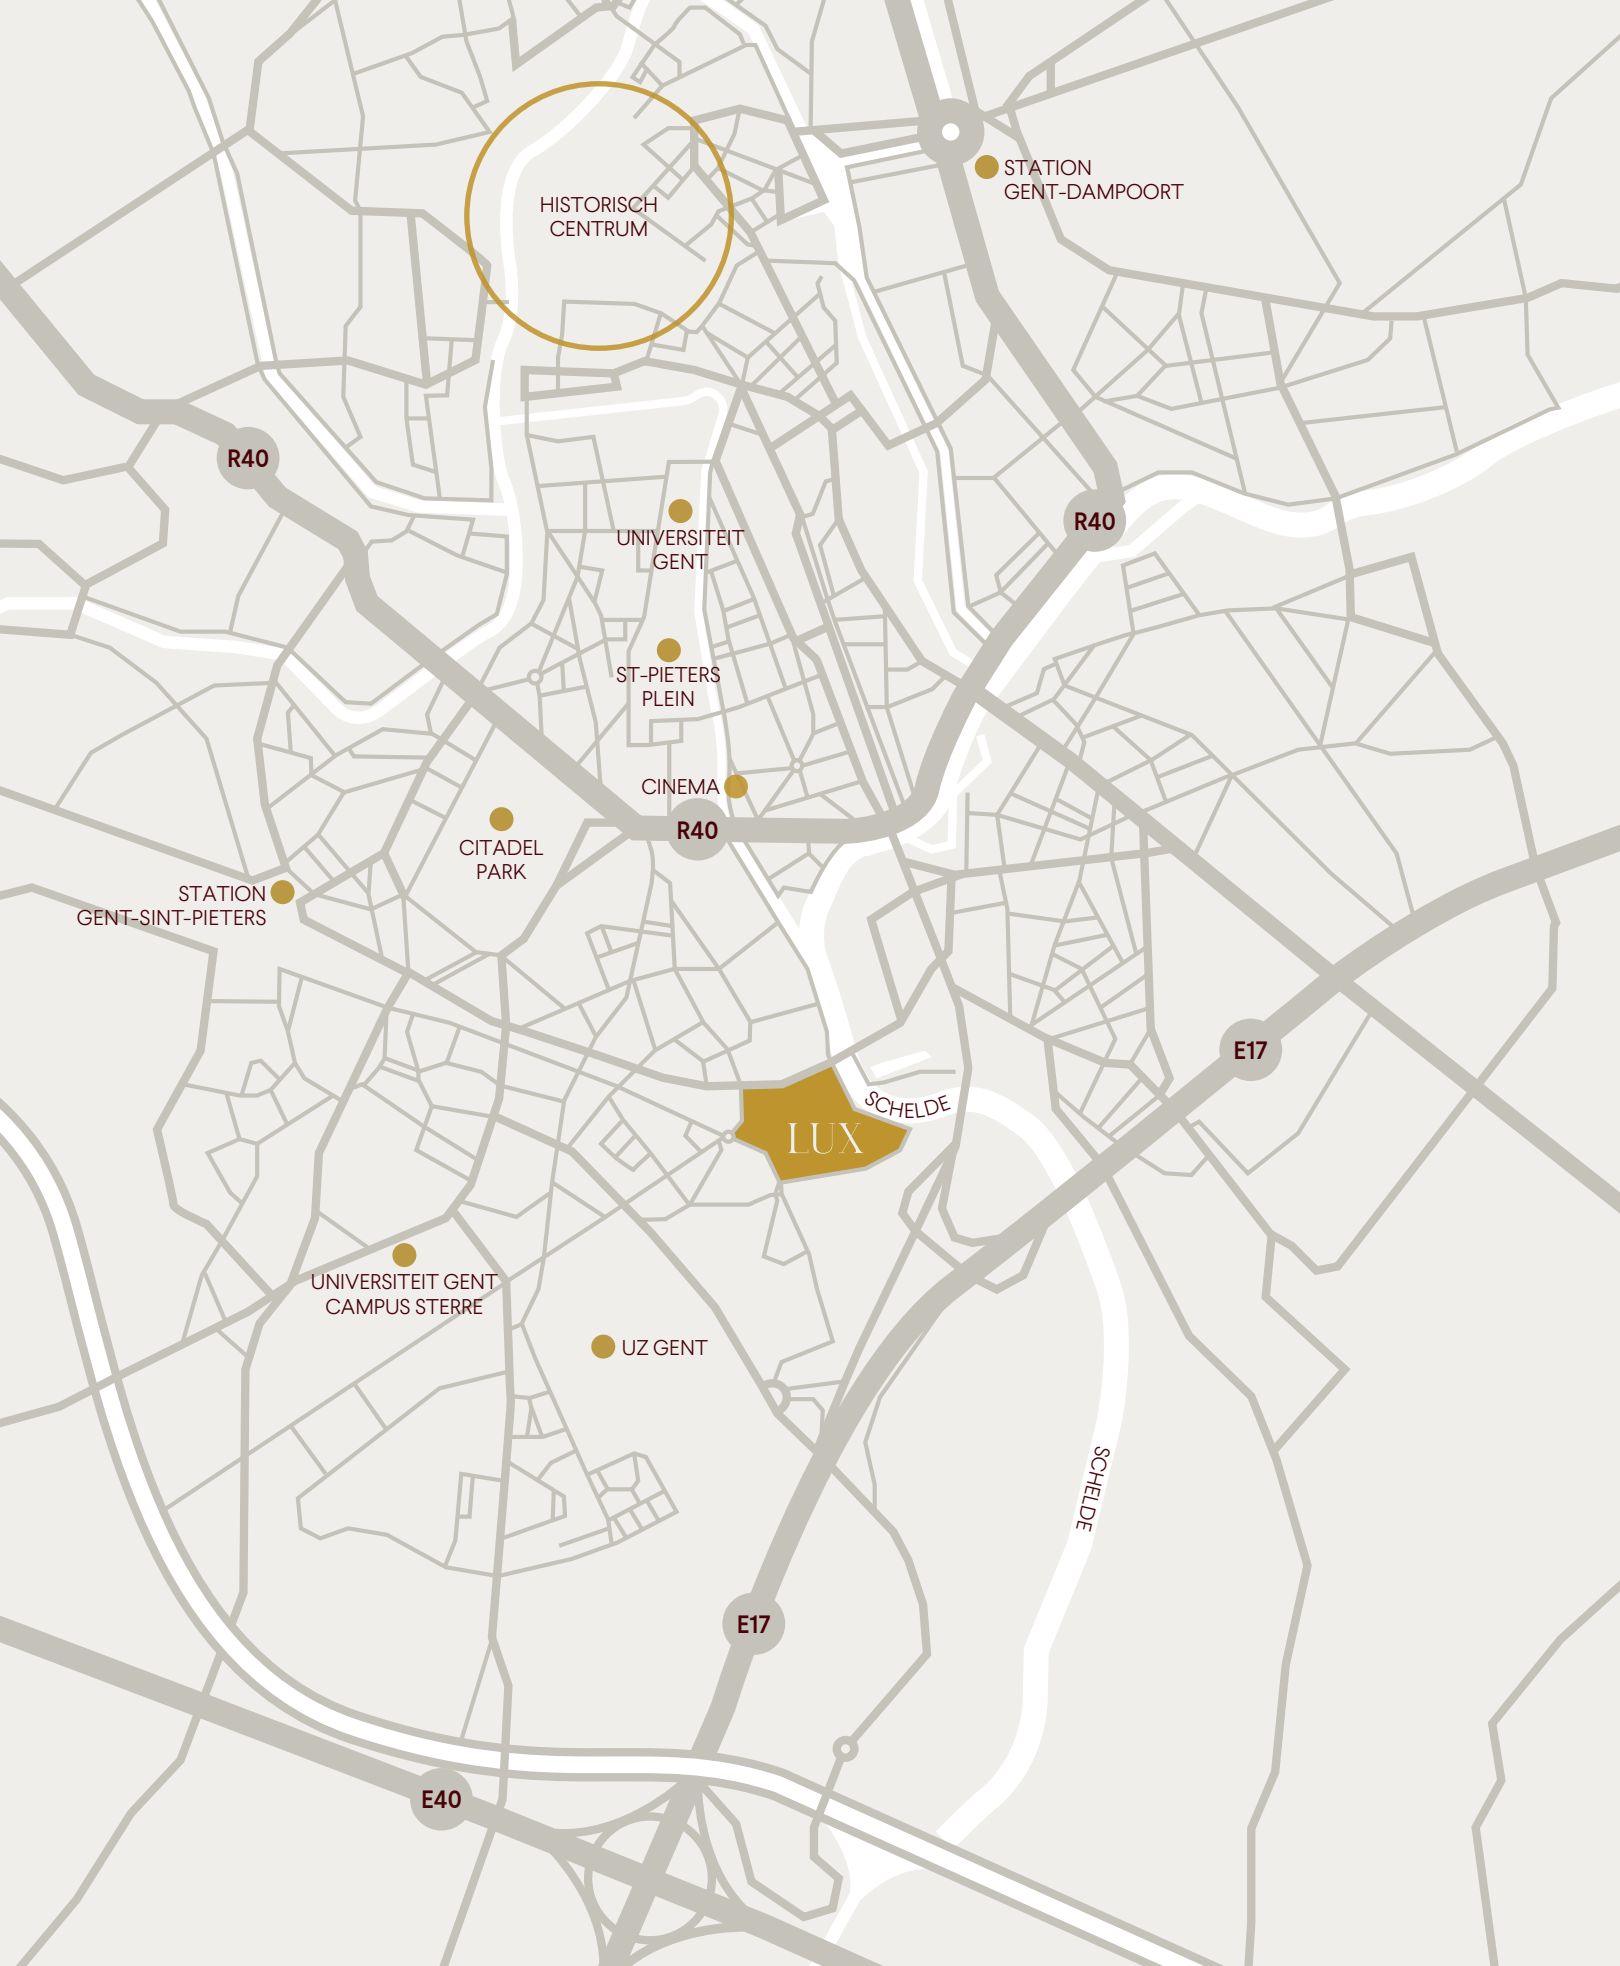 STATION
GENT-DAMPOORT
HISTORISCH
CENTRUM
R40
R40
UNIVERSITEIT
GENT
ST-PIETERS
PLEIN
CINEMA
R40
CITADEL
PARK
STATION
GENT-SINT-PIETERS
E17
SCHELDE
LUX
UNIVERSITEIT GENT
CAMPUS STERRE
UZ GENT
SCHELDE
E17
E40